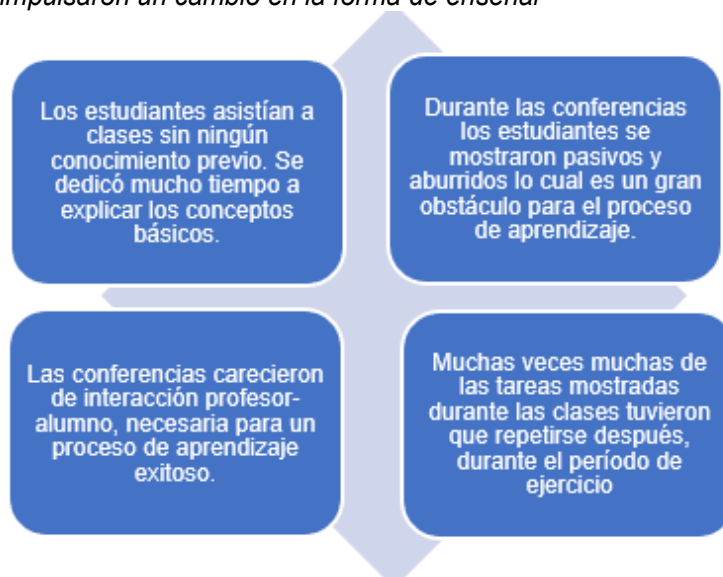 impulsaron un cambio en la forma de enseñar
Los estudiantes asistían a
clases sin ningún
conocimiento previo. Se
dedicó mucho tiempo a
explicar los conceptos
básicos.
Durante las conferencias
los estudiantes se
mostraron pasivos y
aburridos lo cual es un gran
obstáculo para el proceso
de aprendizaje.
Las conferencias carecieron
de interacción profesor-
alumno, necesaria para un
proceso de aprendizaje
exitoso.
Muchas veces muchas de
las tareas mostradas
durante las clases tuvieron
que repetirse después,
durante el período de
ejercicio